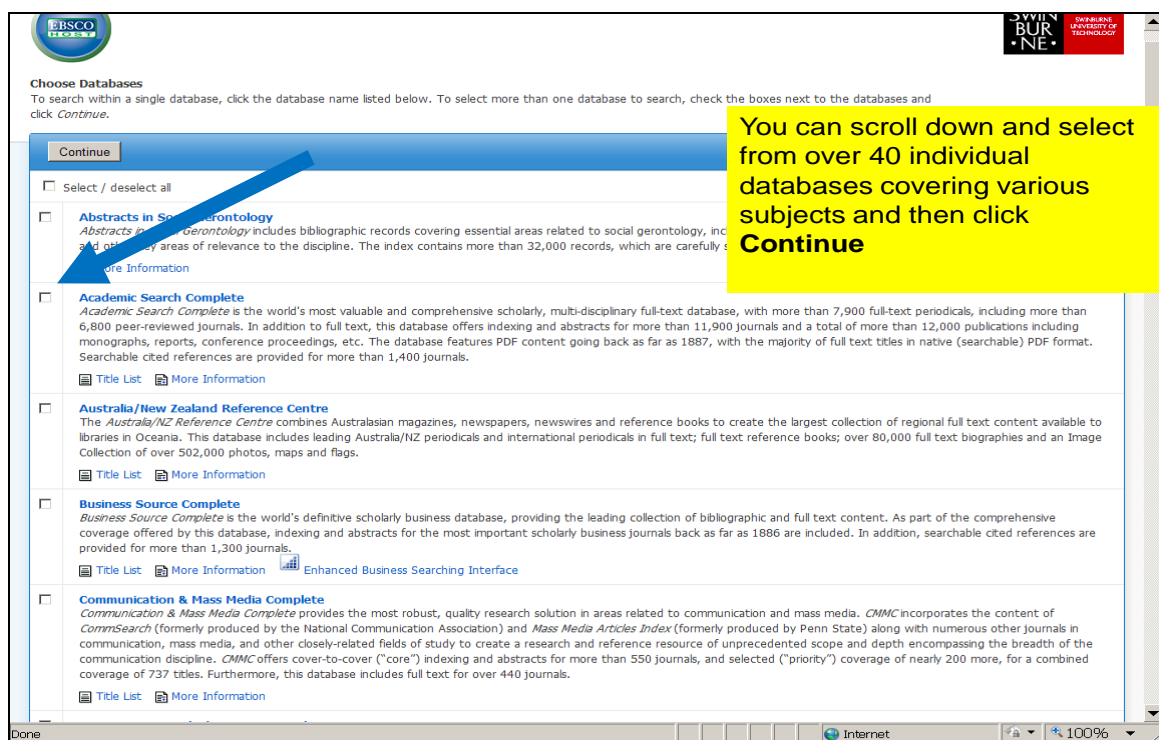 EBSCO
HOST
SWIN
BUR
•NE•
SWINBURNE
UNIVERSITY OF
TECHNOLOGY
Choose Databases
To search within a single database, click the database name listed below. To select more than one database to search, check the boxes next to the databases and
click Continue.
You can scroll down and select
from over 40 individual
databases covering various
subjects and then click
Continue
Continue
Select / deselect all
Abstracts in Social Gerontology
Abstracts in Social Gerontology includes bibliographic records covering essential areas related to social gerontology,
and other key areas of relevance to the discipline. The index contains more than 32,000 records, which are carefully
More Information
Academic Search Complete
Academic Search Complete is the world's most valuable and comprehensive scholarly, multi-disciplinary full-text database, with more than 7,900 full-text periodicals, including more than
6,800 peer-reviewed journals. In addition to full text, this database offers indexing and abstracts for more than 11,900 journals and a total of more than 12,000 publications including
monographs, reports, conference proceedings, etc. The database features PDF content going back as far as 1887, with the majority of full text titles in native (searchable) PDF format.
Searchable cited references are provided for more than 1,400 journals.
Title List More Information
Australia/New Zealand Reference Centre
The Australia/NZ Reference Centre combines Australasian magazines, newspapers, newswires and reference books to create the largest collection of regional full text content available to
libraries in Oceania. This database includes leading Australia/NZ periodicals and international periodicals in full text; full text reference books; over 80,000 full text biographies and an Image
Collection of over 502,000 photos, maps and flags.
Title List More Information
Business Source Complete
Business Source Complete is the world's definitive scholarly business database, providing the leading collection of bibliographic and full text content. As part of the comprehensive
coverage offered by this database, indexing and abstracts for the most important scholarly business journals back as far as 1886 are included. In addition, searchable cited references are
provided for more than 1,300 journals.
Title List More Information Enhanced Business Searching Interface
Communication & Mass Media Complete
Communication & Mass Media Complete provides the most robust, quality research solution in areas related to communication and mass media. CMMC incorporates the content of
CommSearch (formerly produced by the National Communication Association) and Mass Media Articles Index (formerly produced by Penn State) along with numerous other journals in
communication, mass media, and other closely-related fields of study to create a research and reference resource of unprecedented scope and depth encompassing the breadth of the
communication discipline. CMMC offers cover-to-cover ("core") indexing and abstracts for more than 550 journals, and selected ("priority") coverage of nearly 200 more, for a combined
coverage of 737 titles. Furthermore, this database includes full text for over 440 journals.
Title List More Information
Done Internet 100%